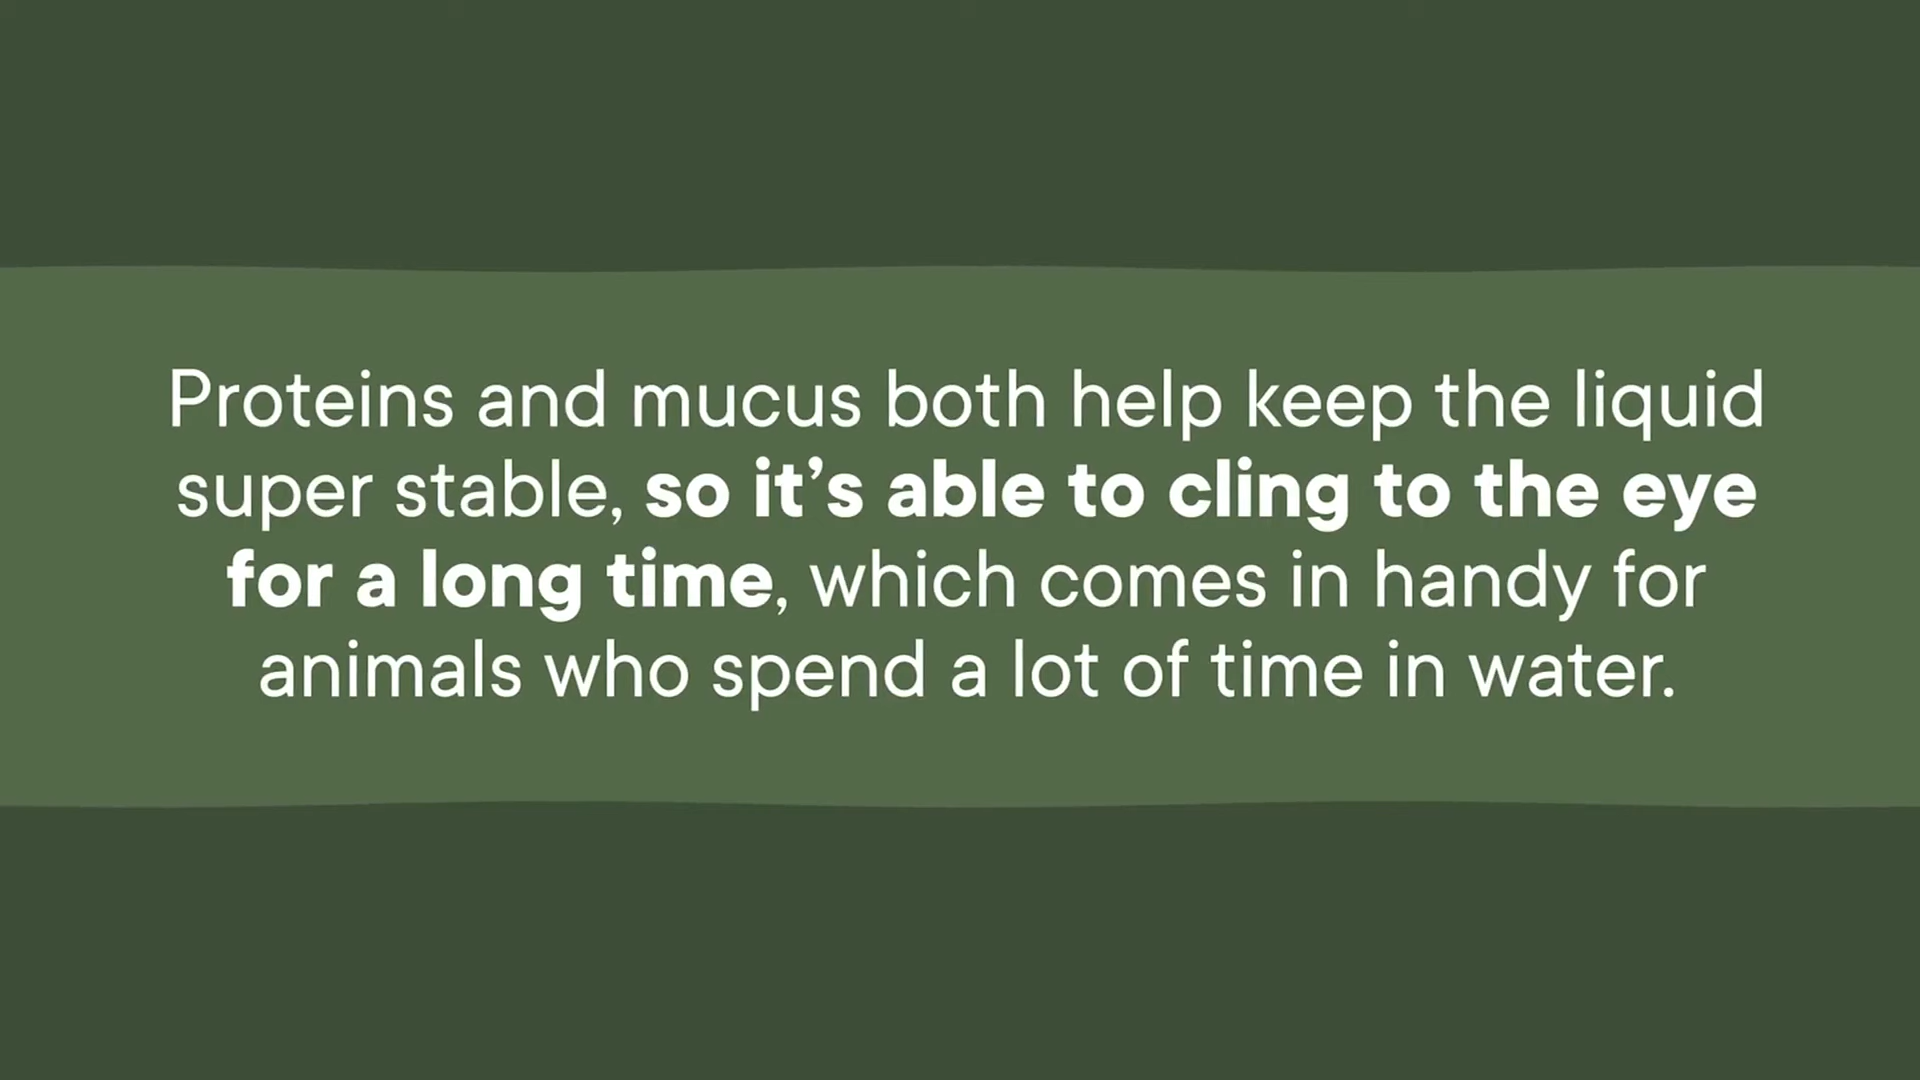 Proteins and mucus both help keep the liquid
super stable, so it’s able to cling to the eye
for a long time, which comes in handy for
animals who spend a lot of time in water.